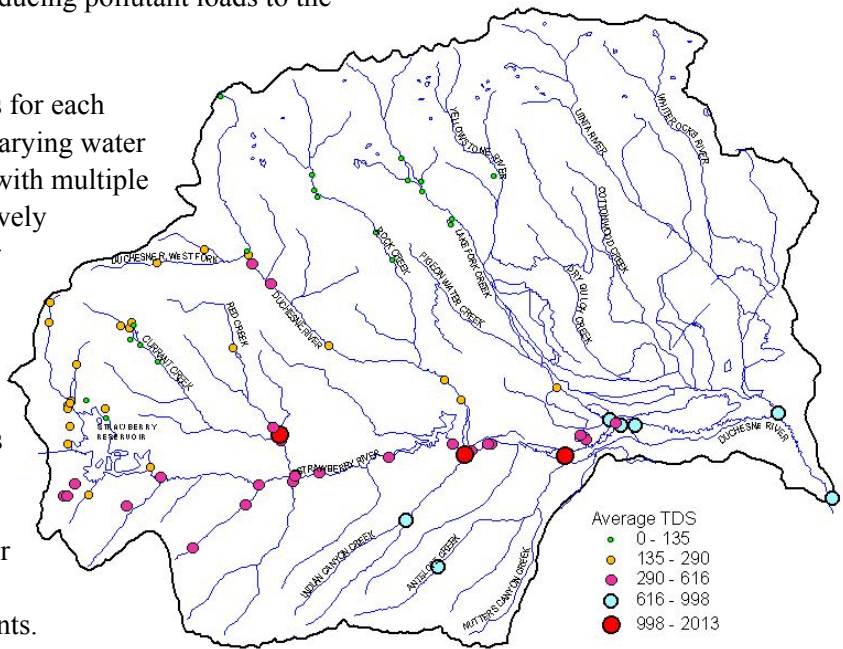 ducing pollutant loads to the
s for each
arying water
with multiple
vely
s
r
nts.
YELLOWSTONE RIVER
UINTA RIVER
WHITEROCKS RIVER
COTTONWOOD CREEK
ROCK CREEK
LAKE FORK CREEK
PIGEON WATER CREEK
DRY GULCH CREEK
DUCHESNE R, WEST FORK
DUCHESNE RIVER
RED CREEK
CURRANT CREEK
STRAWBERRY
RESERVOIR
STRAWBERRY RIVER
DUCHESNE RIVER
INDIAN CANYON CREEK
ANTELOPE CREEK
NUTTERS CANYON CREEK
Average TDS
0 - 135
135 - 290
290 - 616
616 - 998
998 - 2013